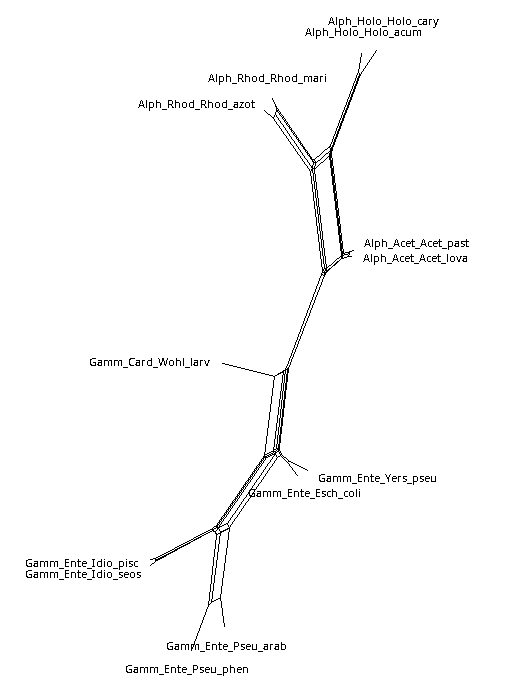 Alph_Holo_Holo_cary
Alph_Holo_Holo_acum
Alph_Rhod_Rhod_mari
Alph_Rhod_Rhod_azot
Alph_Acet_Acet_past
Alph_Acet_Acet_lova
Gamm_Card_Wohl_larv
Gamm_Ente_Yers_pseu
Gamm_Ente_Esch_coli
Gamm_Ente_Idio_pisc
Gamm_Ente_Idio_seos
Gamm_Ente_Pseu_arab
Gamm_Ente_Pseu_phen